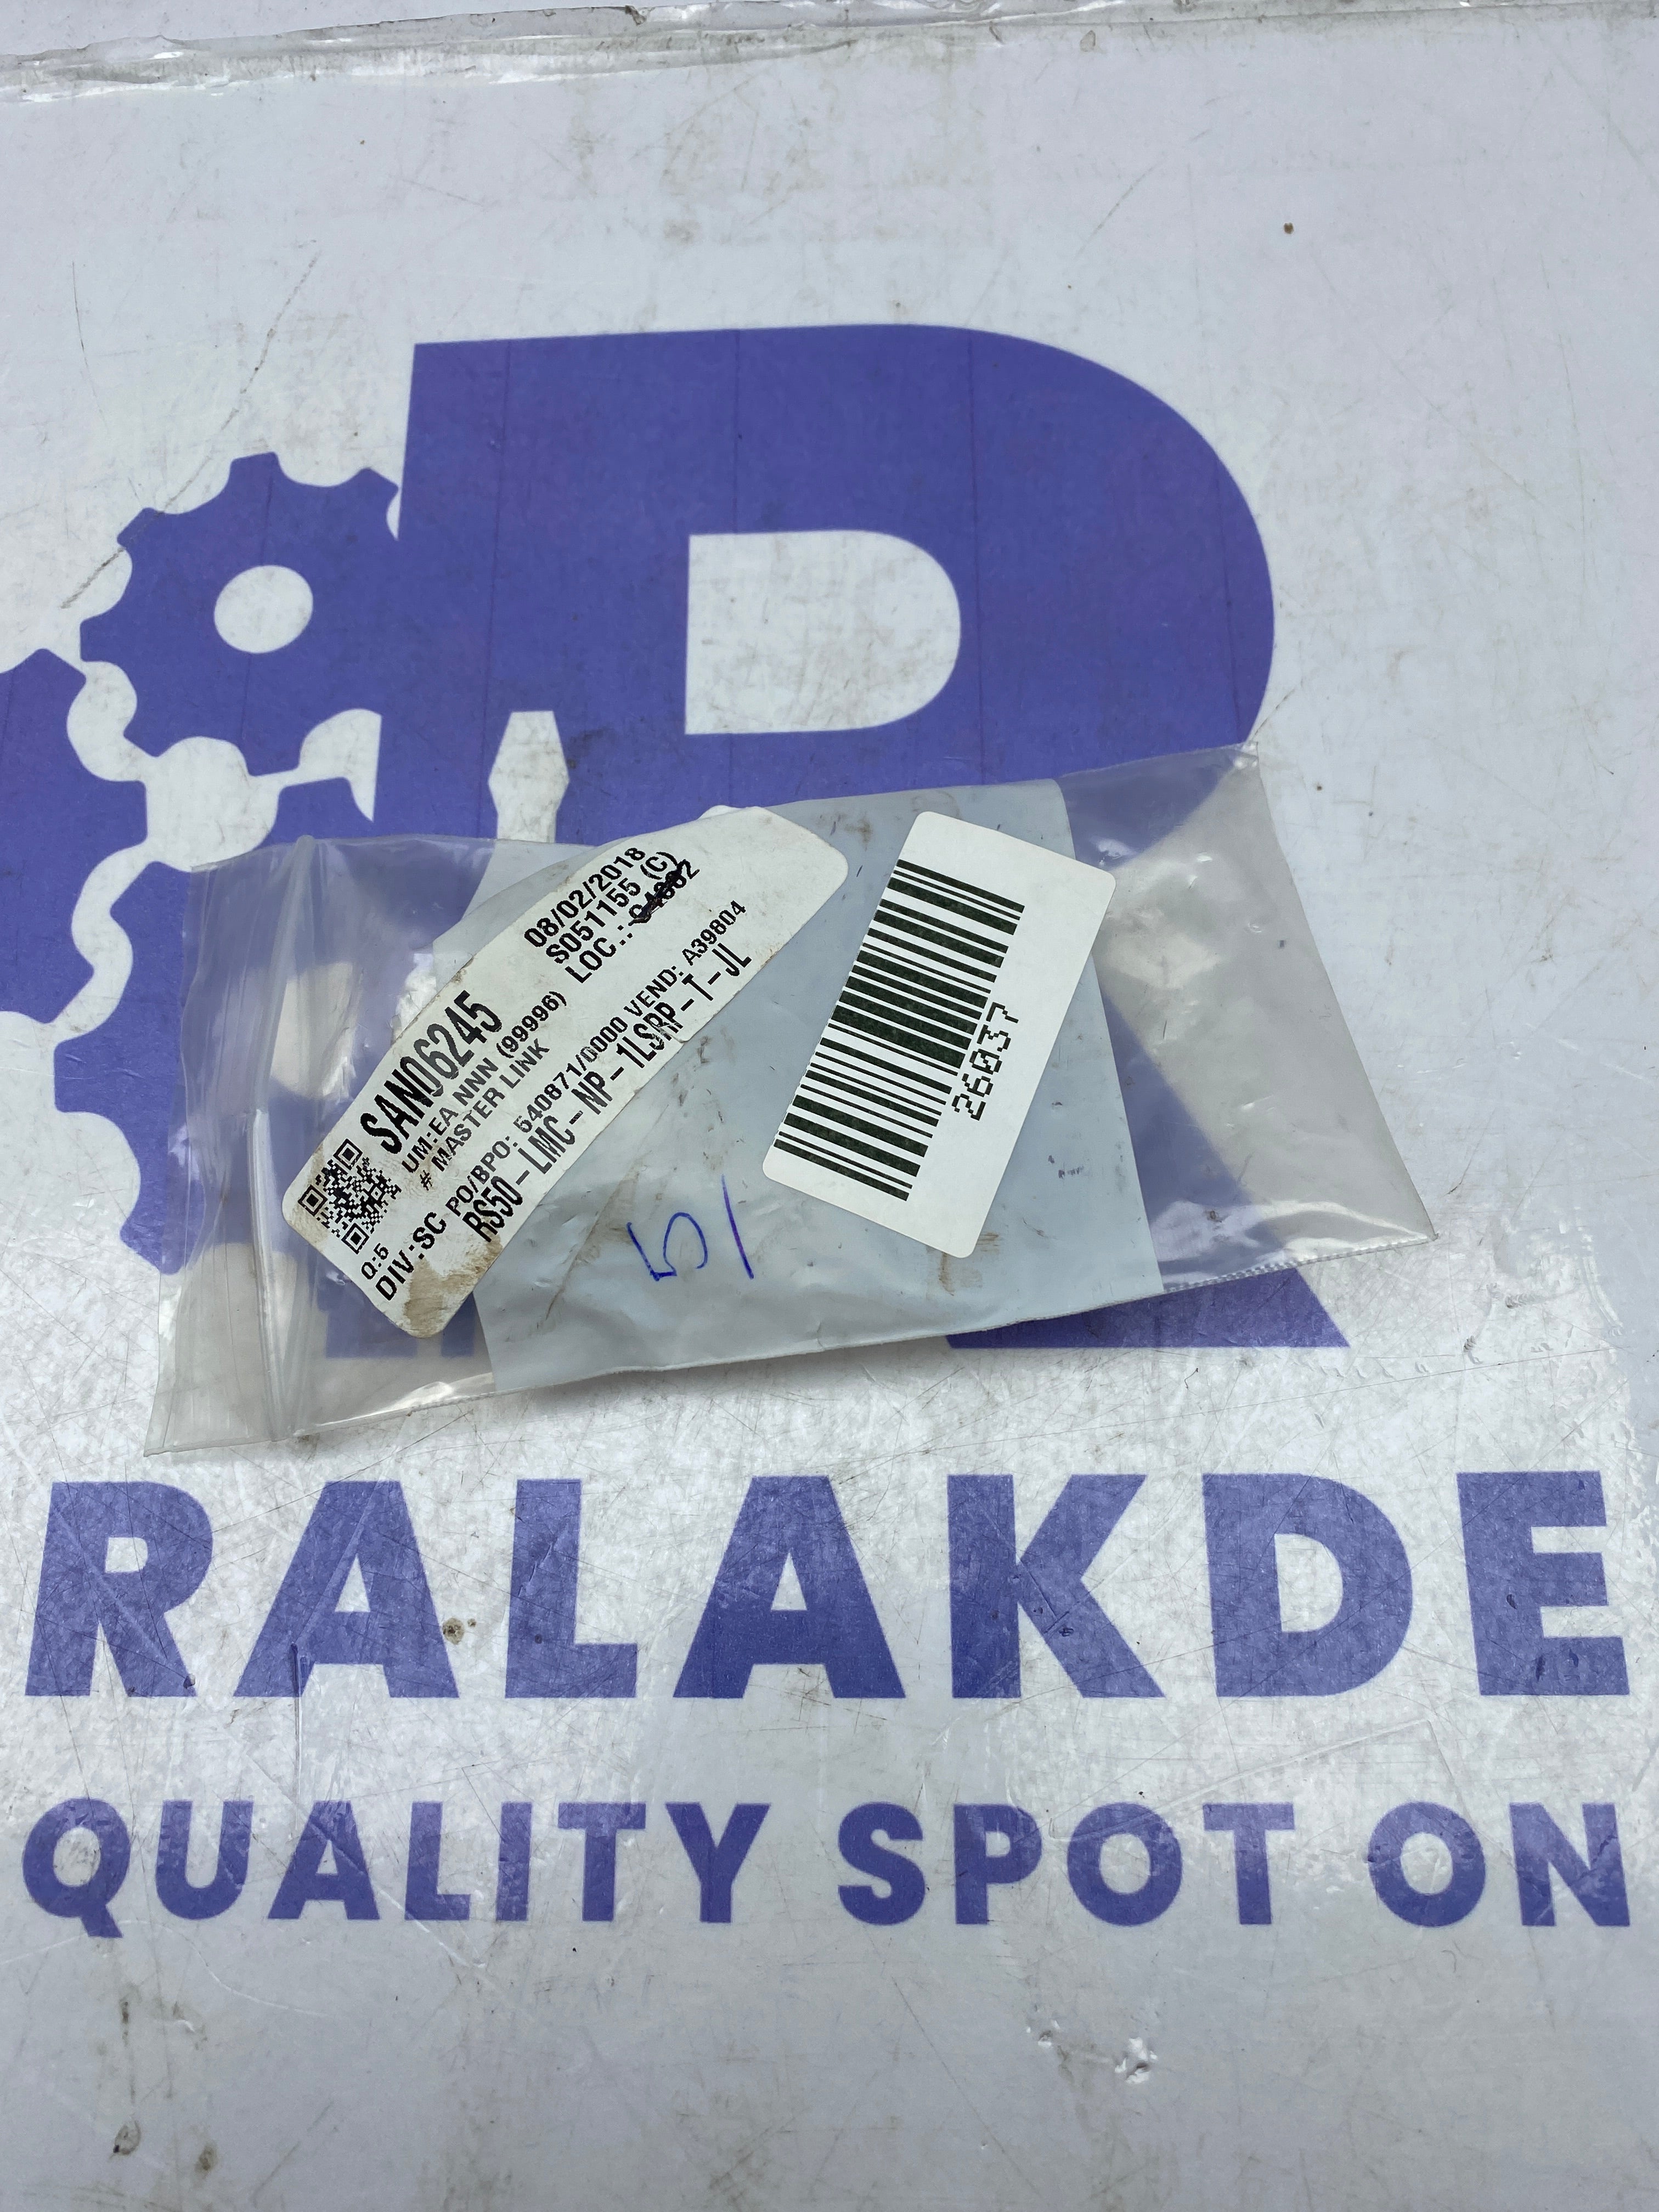 08/02/2018
S051155 (C)
LOC.:
SAN06245
UM:EA NNN (99996)
# MASTER LINK
Q:5 PO/BPO: 540871/0000 VEND: A39804
DIV:SC RS50-LMC-NP-1LSRP-T-JL
26037
RALAKDE
QUALITY SPOT ON